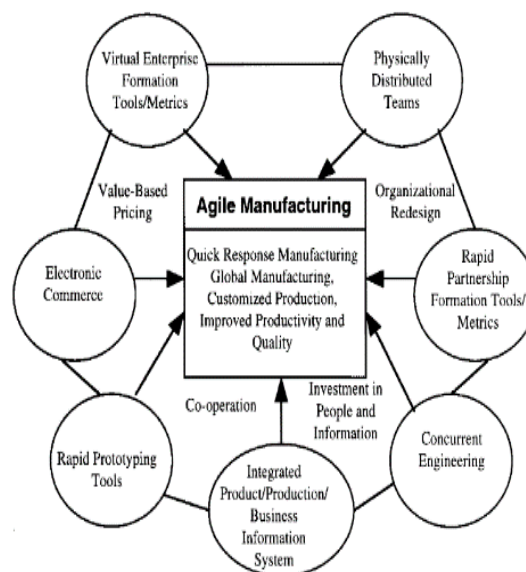 Virtual Enterprise
Formation
Tools/Metrics
Physically
Distributed
Teams
Value-Based
Pricing
Organizational
Redesign
Agile Manufacturing
Quick Response Manufacturing
Global Manufacturing,
Customized Production,
Improved Productivity and
Quality
Electronic
Commerce
Rapid
Partnership
Formation Tools/
Metrics
Co-operation
Investment in
People and
Information
Rapid Prototyping
Tools
Integrated
Product/Production/
Business
Information
System
Concurrent
Engineering